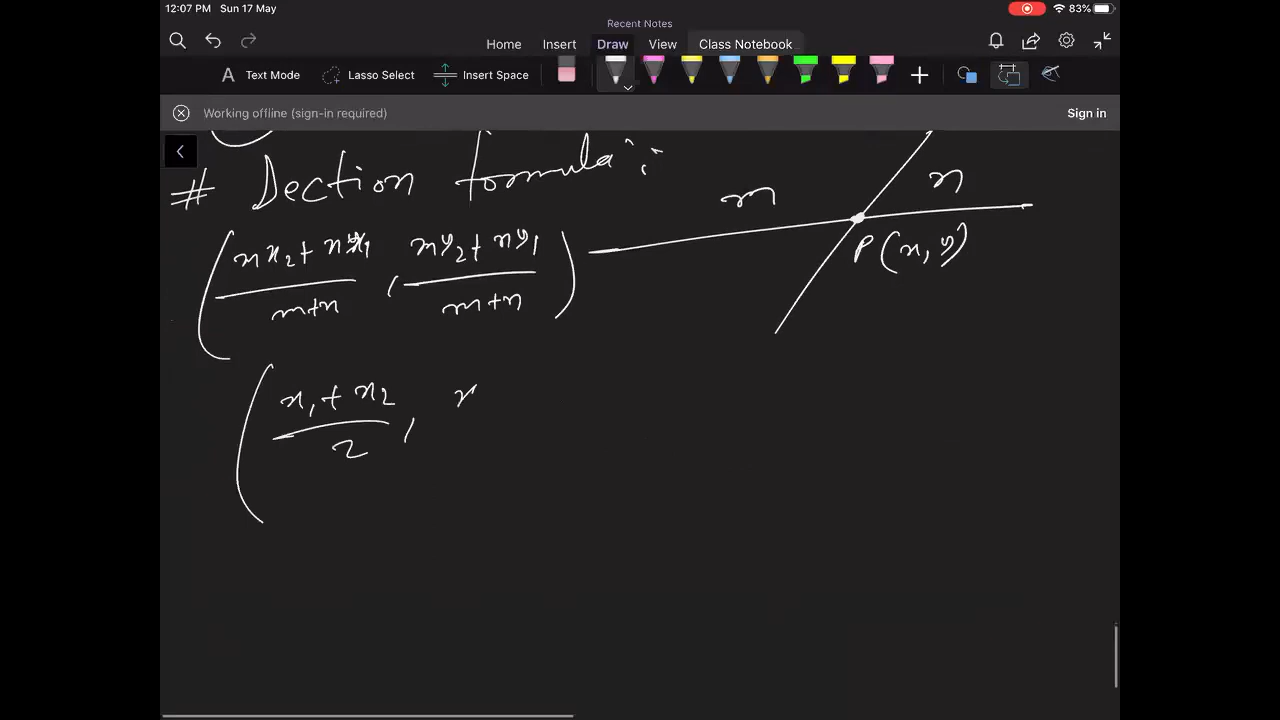 12:07 PM Sun 17 May
83%
Recent Notes
Home Insert Draw View Class Notebook
Text Mode Lasso Select Insert Space
Working offline (sign-in required) Sign in
# Section formula :-
m n
(mx₂ + nx₁ / m+n , my₂ + ny₁ / m+n)
P(x, y)
(x₁ + x₂ / 2 ,